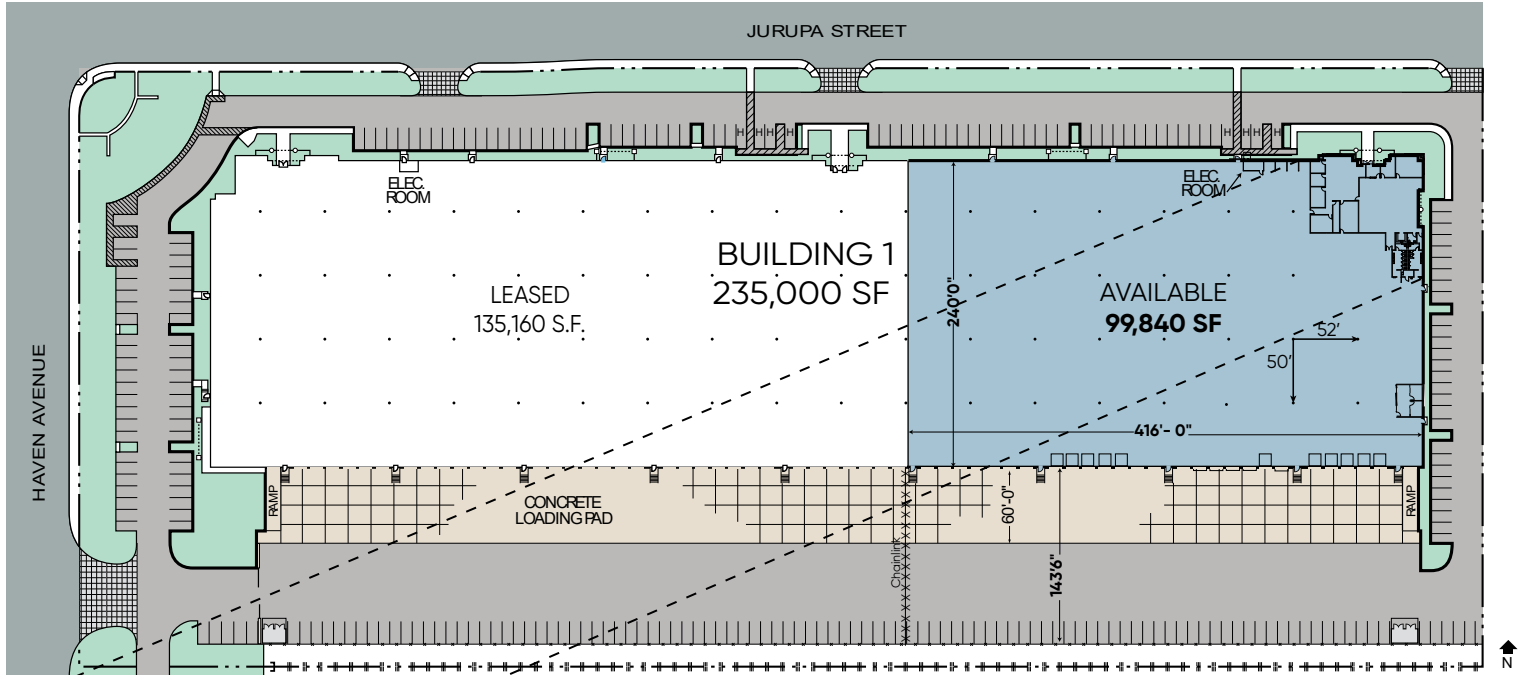 JURUPA STREET
H H H H
H H H H
ELEC.
ROOM
ELEC.
ROOM
BUILDING 1
235,000 SF
LEASED
135,160 S.F.
240'0"
AVAILABLE
99,840 SF
52'
50'
HAVEN AVENUE
416'- 0"
RAMP
CONCRETE
LOADING PAD
60'-0"
RAMP
Chainlink
143'6"
N